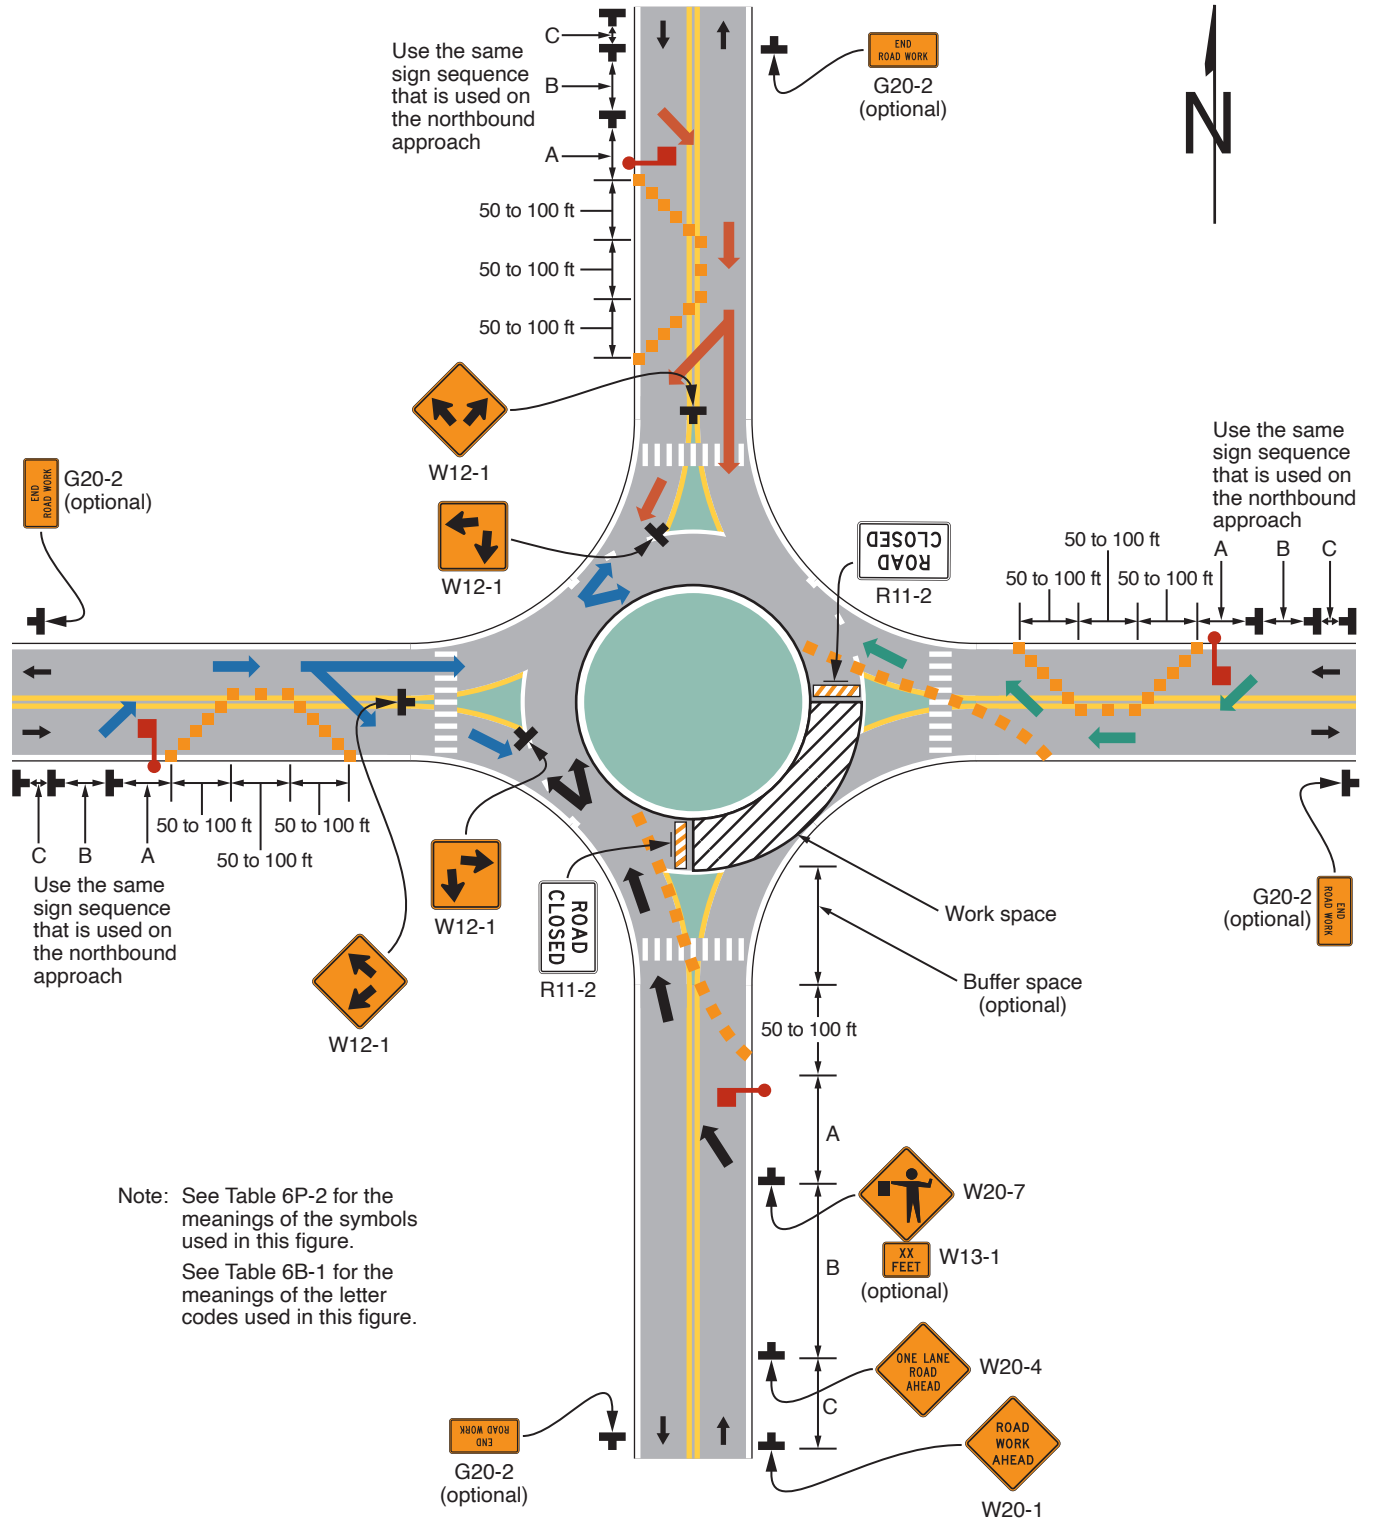 C
Use the same
sign sequence
that is used on
the northbound
approach
B
A
END
ROAD WORK
G20-2
(optional)
N
50 to 100 ft
50 to 100 ft
50 to 100 ft
W12-1
W12-1
END
ROAD WORK
G20-2
(optional)
ROAD
CLOSED
R11-2
Use the same
sign sequence
that is used on
the northbound
approach
50 to 100 ft
50 to 100 ft
50 to 100 ft
A
B
C
50 to 100 ft
50 to 100 ft
50 to 100 ft
C
B
A
Use the same
sign sequence
that is used on
the northbound
approach
W12-1
W12-1
ROAD
CLOSED
R11-2
Work space
Buffer space
(optional)
G20-2
(optional)
END
ROAD WORK
50 to 100 ft
A
W20-7
XX
FEET
W13-1
(optional)
B
ONE LANE
ROAD
AHEAD
W20-4
C
ROAD
WORK
AHEAD
W20-1
Note: See Table 6P-2 for the
meanings of the symbols
used in this figure.
See Table 6B-1 for the
meanings of the letter
codes used in this figure.
END
ROAD WORK
G20-2
(optional)